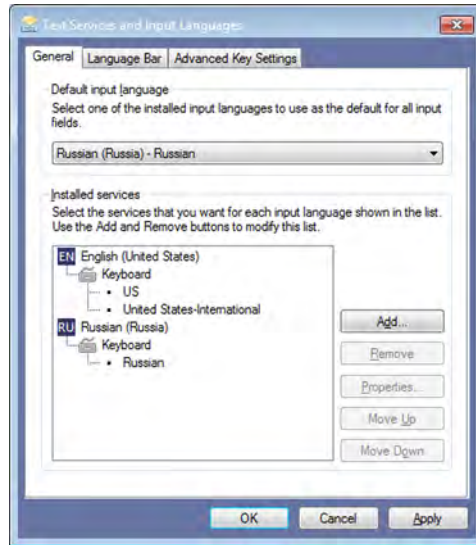 Text Services and Input Languages
General
Language Bar
Advanced Key Settings
Default input language
Select one of the installed input languages to use as the default for all input
fields.
Russian (Russia) - Russian
Installed services
Select the services that you want for each input language shown in the list.
Use the Add and Remove buttons to modify this list.
EN English (United States)
Keyboard
• US
• United States-International
RU Russian (Russia)
Keyboard
• Russian
Add...
Remove
Properties...
Move Up
Move Down
OK
Cancel
Apply